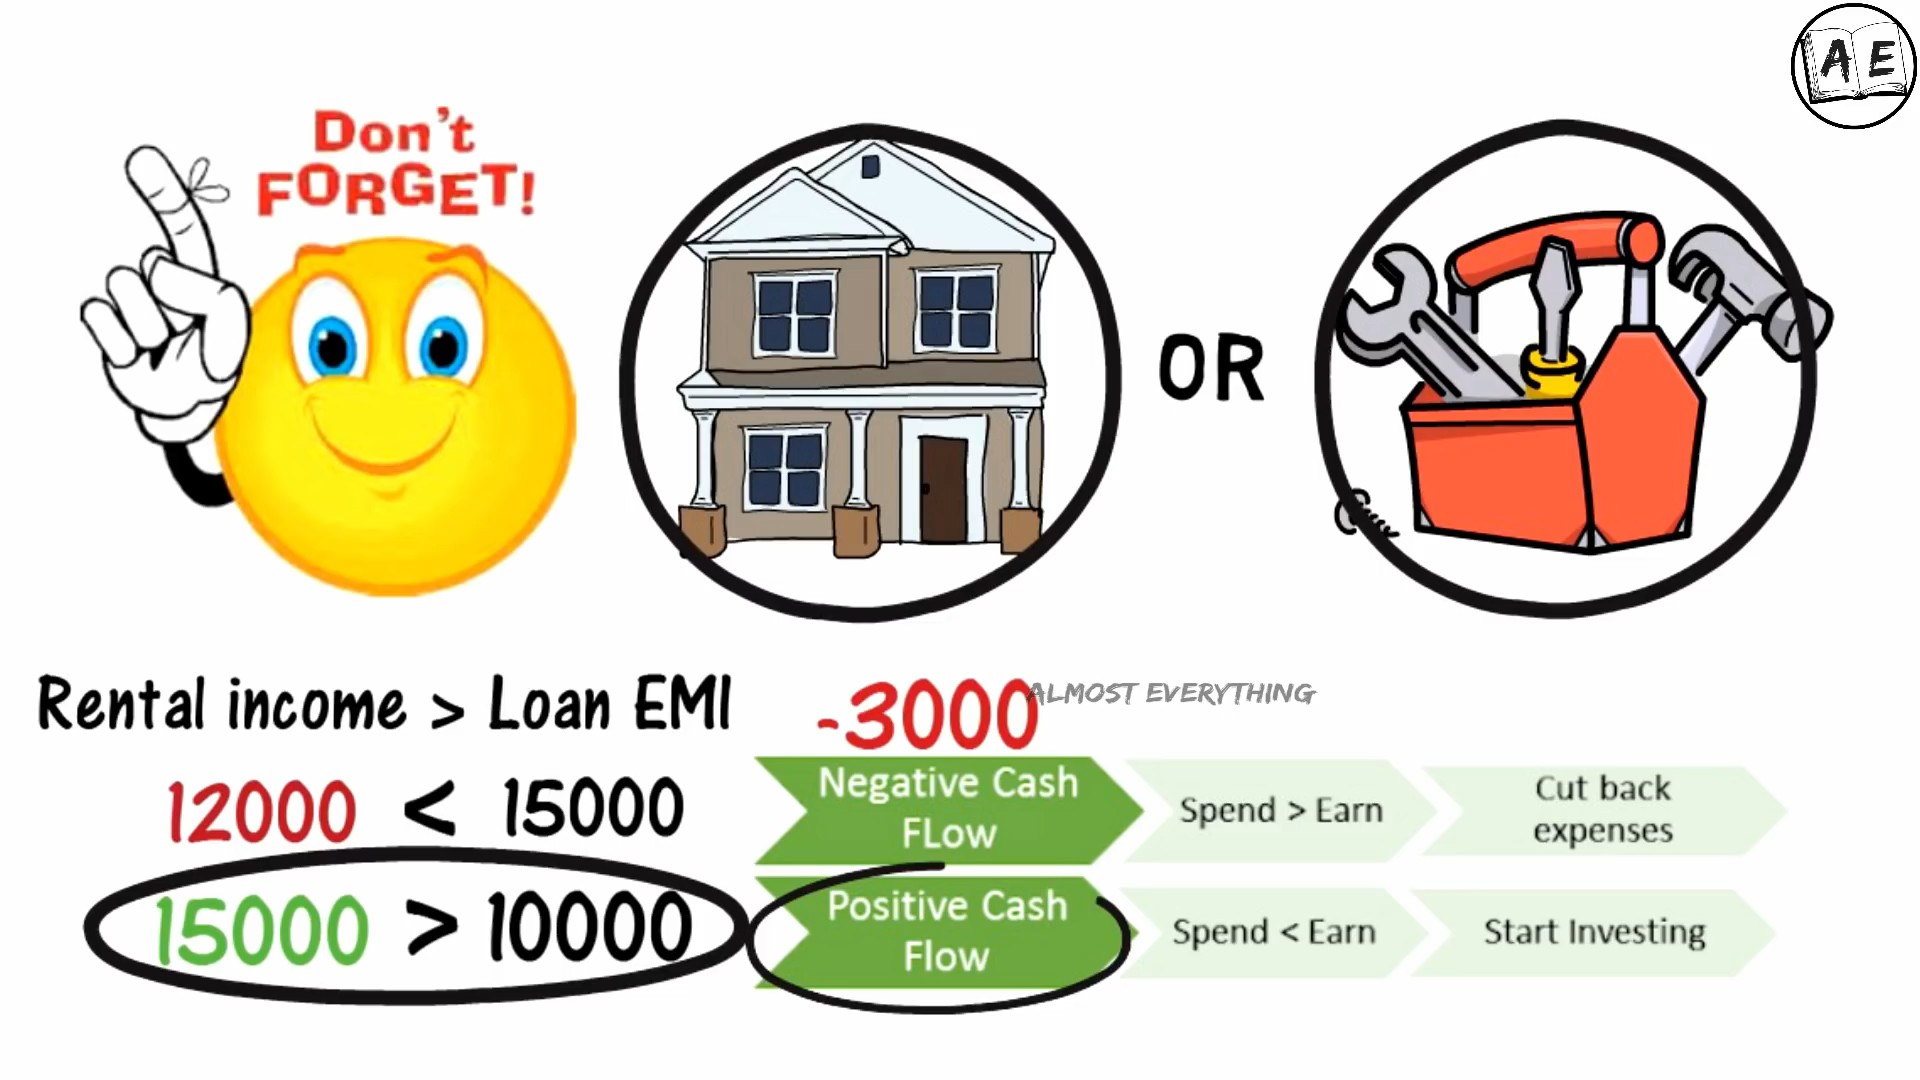 A E
Don't
FORGET!
OR
Rental income > Loan EMI
-3000
ALMOST EVERYTHING
12000 < 15000
Negative Cash
FLow
Spend > Earn
Cut back
expenses
15000 > 10000
Positive Cash
Flow
Spend < Earn
Start Investing